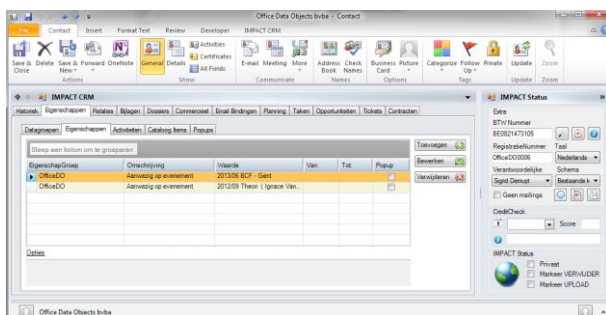 Office Data Objects bvba - Contact
File Contact Insert Format Text Review Developer IMPACT CRM
Save & Close
Delete
Save & New
Forward
OneNote
General
Details
Activities
Certificates
All Fields
E-mail
Meeting
More
Address Book
Check Names
Business Card
Picture
Categorize
Follow Up
Private
Update
Zoom
Actions Show Communicate Names Options Tags Update Zoom
IMPACT CRM
Historiek Eigenschappen Relaties Bijlagen Dossiers Commercieel Email Bindingen Planning Taken Opportuniteiten Tickets Contracten
Datagroepen Eigenschappen Activiteiten Cataloog Items Popups
Sleep een kolom om te groeperen
EigenschapGroep Omschrijving Waarde Van Tot Popup
OfficeDO Aanwezig op evenement 2013/06 BCF - Gent
OfficeDO Aanwezig op evenement 2012/09 Theon ( Ignace Van..
Toevoegen
Bewerken
Verwijderen
Opties
IMPACT Status
Extra
BTW Nummer
BE0821473105
RegistratieNummer Taal
OfficeDO0006 Nederlands
Verantwoordelijke Schema
Sigrid Demuyt Bestaande k
Geen mailings
CreditCheck
Score
IMPACT Status
Privaat
Markeer VERWIJDER
Markeer UPLOAD
Office Data Objects bvba